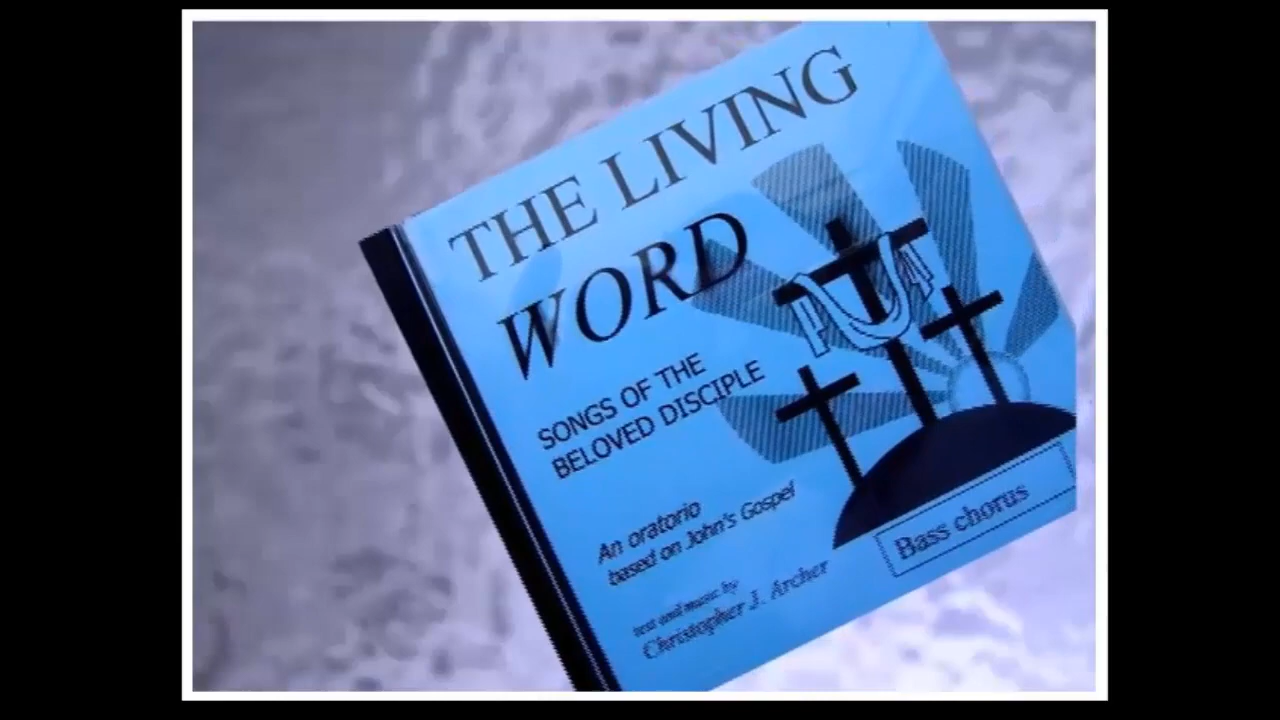 THE LIVING
WORD
SONGS OF THE
BELOVED DISCIPLE
An oratorio
based on John's Gospel
text and music by
Christopher J. Archer
Bass chorus